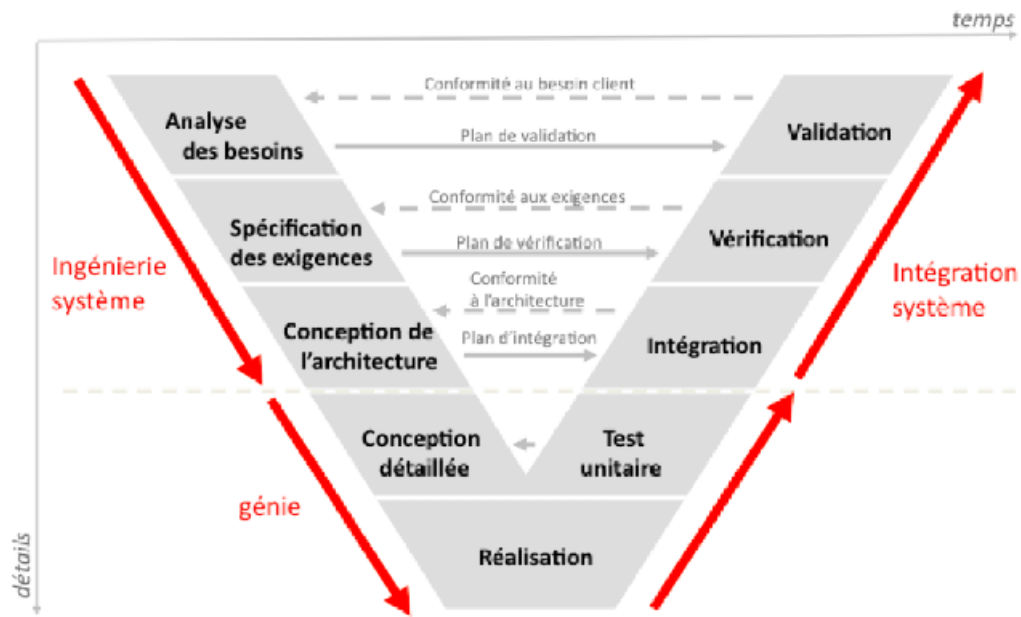 temps
Conformité au besoin client
Analyse
des besoins
Plan de validation
Validation
Conformité aux exigences
Spécification
des exigences
Plan de vérification
Vérification
Ingénierie
système
Conformité
à l'architecture
Intégration
système
Conception de
l'architecture
Plan d'intégration
Intégration
Conception
détaillée
Test
unitaire
génie
Réalisation
détails